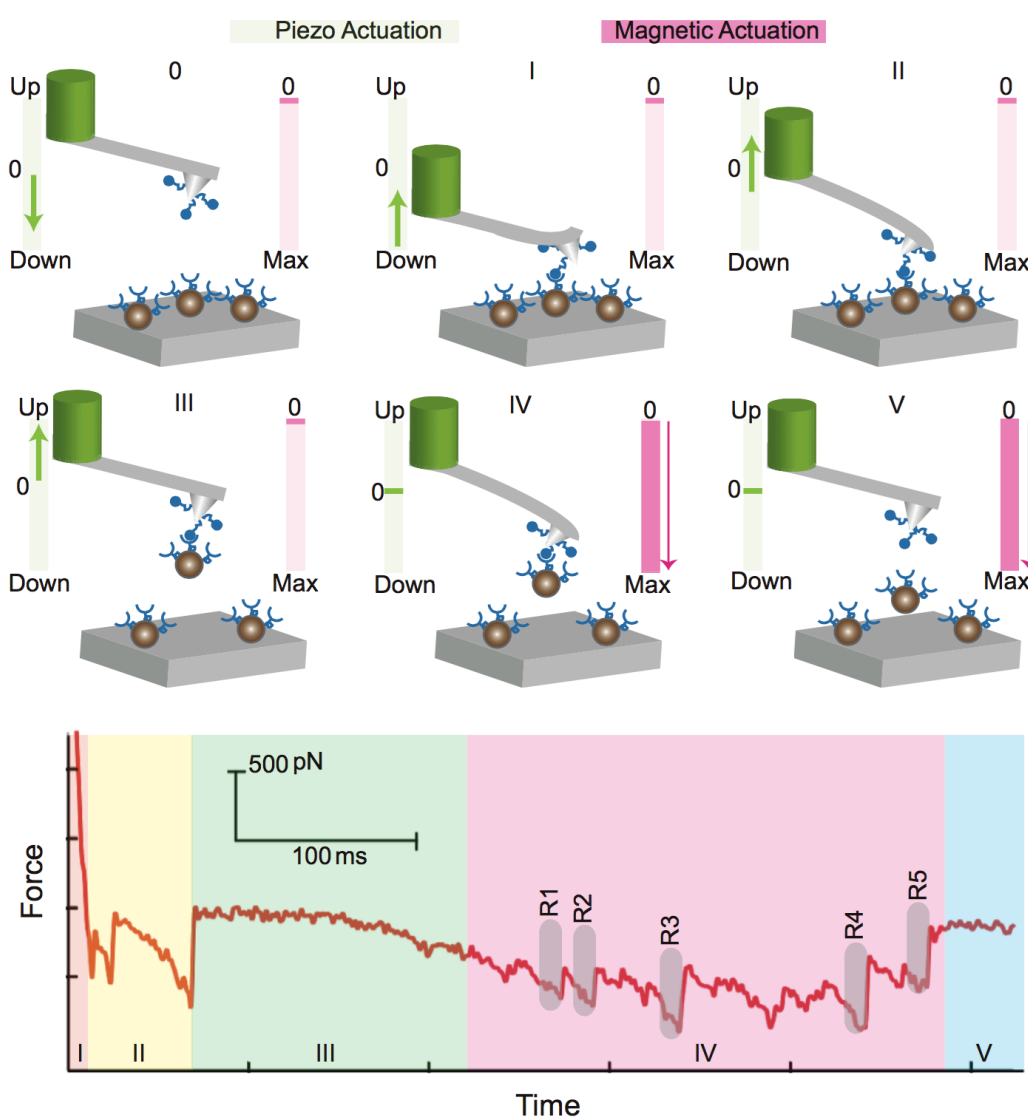 Piezo Actuation Magnetic Actuation
0 I II
Up 0 Up 0 Up 0
0 0 0
Down Max Down Max Down Max
III IV V
Up 0 Up 0 Up 0
0 0 0
Down Max Down Max Down Max
500 pN
100 ms
R1 R2 R3 R4 R5
Force
I II III IV V
Time